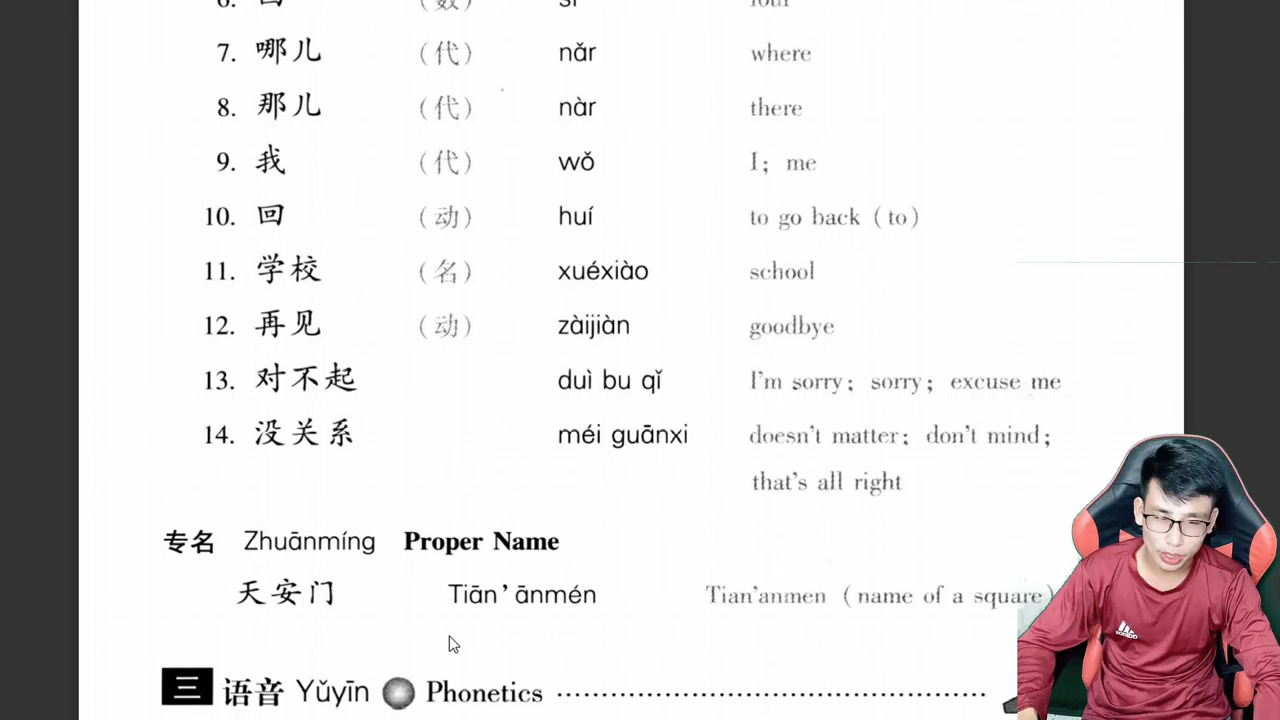 7. 哪儿 （代） nǎr where
8. 那儿 （代） nàr there
9. 我 （代） wǒ I；me
10. 回 （动） huí to go back（to）
11. 学校 （名） xuéxiào school
12. 再见 （动） zàijiàn goodbye
13. 对不起 duì bu qǐ I'm sorry；sorry；excuse me
14. 没关系 méi guānxi doesn't matter；don't mind；
that's all right
专名 Zhuānmíng Proper Name
天安门 Tiān'ānmén Tian'anmen（name of a square）
adidas
三 语音 Yǔyīn Phonetics